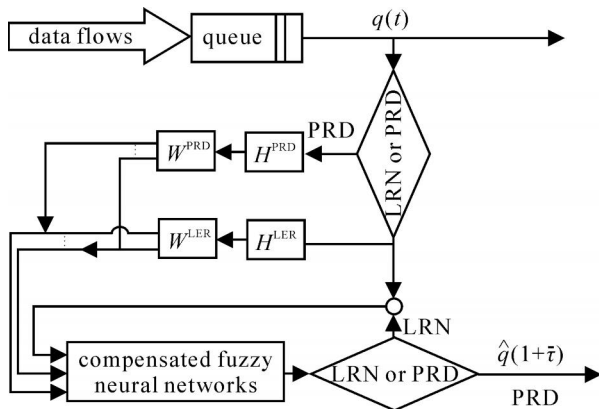 data flows
queue
q(t)
LRN or PRD
PRD
W^PRD
H^PRD
W^LER
H^LER
LRN
compensated fuzzy
neural networks
LRN or PRD
q̂(1+τ̄)
PRD